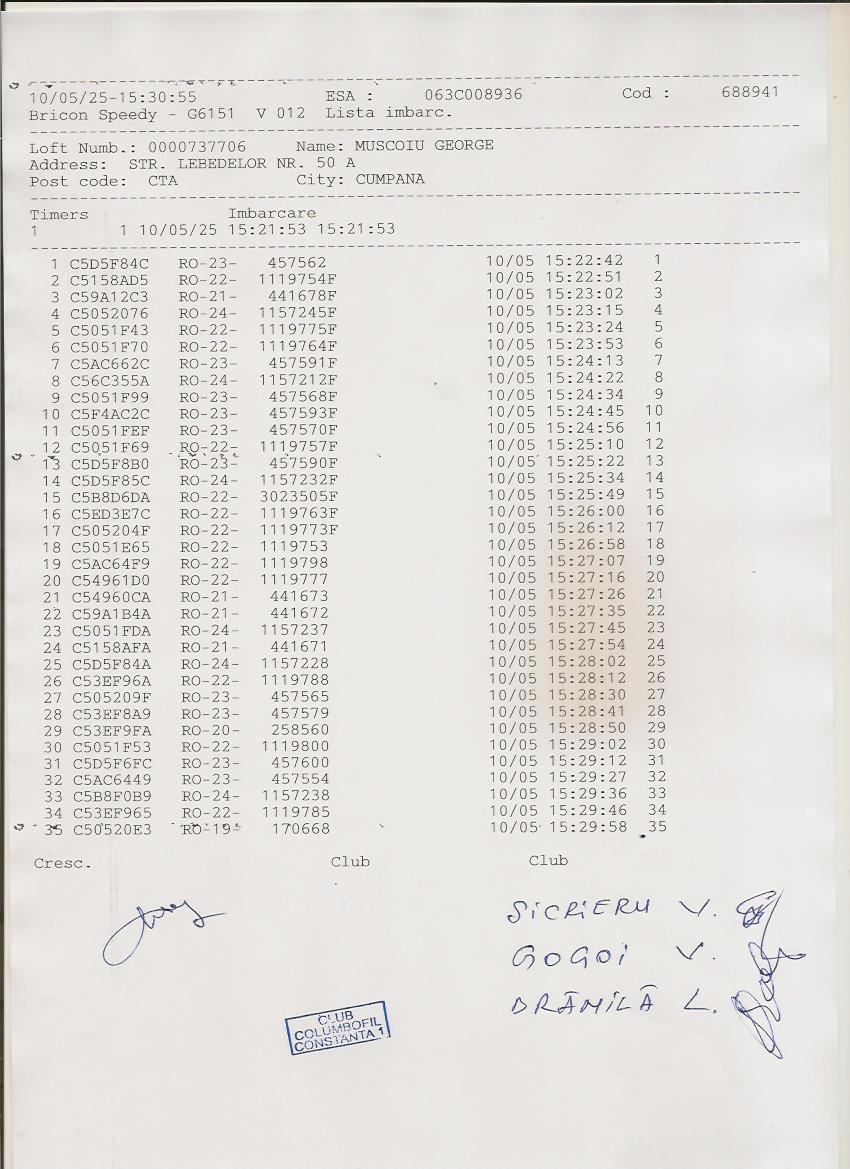 10/05/25-15:30:55 ESA : 063C008936 Cod : 688941
Bricon Speedy - G6151 V 012 Lista imbarc.
Loft Numb.: 0000737706 Name: MUSCOIU GEORGE
Address: STR. LEBEDELOR NR. 50 A
Post code: CTA City: CUMPANA
Timers Imbarcare
1 1 10/05/25 15:21:53 15:21:53
1 C5D5F84C RO-23- 457562 10/05 15:22:42 1
2 C5158AD5 RO-22- 1119754F 10/05 15:22:51 2
3 C59A12C3 RO-21- 441678F 10/05 15:23:02 3
4 C5052076 RO-24- 1157245F 10/05 15:23:15 4
5 C5051F43 RO-22- 1119775F 10/05 15:23:24 5
6 C5051F70 RO-22- 1119764F 10/05 15:23:53 6
7 C5AC662C RO-23- 457591F 10/05 15:24:13 7
8 C56C355A RO-24- 1157212F 10/05 15:24:22 8
9 C5051F99 RO-23- 457568F 10/05 15:24:34 9
10 C5F4AC2C RO-23- 457593F 10/05 15:24:45 10
11 C5051FEF RO-23- 457570F 10/05 15:24:56 11
12 C5051F69 RO-22- 1119757F 10/05 15:25:10 12
13 C5D5F8B0 RO-23- 457590F 10/05 15:25:22 13
14 C5D5F85C RO-24- 1157232F 10/05 15:25:34 14
15 C5B8D6DA RO-22- 3023505F 10/05 15:25:49 15
16 C5ED3E7C RO-22- 1119763F 10/05 15:26:00 16
17 C505204F RO-22- 1119773F 10/05 15:26:12 17
18 C5051E65 RO-22- 1119753 10/05 15:26:58 18
19 C5AC64F9 RO-22- 1119798 10/05 15:27:07 19
20 C54961D0 RO-22- 1119777 10/05 15:27:16 20
21 C54960CA RO-21- 441673 10/05 15:27:26 21
22 C59A1B4A RO-21- 441672 10/05 15:27:35 22
23 C5051FDA RO-24- 1157237 10/05 15:27:45 23
24 C5158AFA RO-21- 441671 10/05 15:27:54 24
25 C5D5F84A RO-24- 1157228 10/05 15:28:02 25
26 C53EF96A RO-22- 1119788 10/05 15:28:12 26
27 C505209F RO-23- 457565 10/05 15:28:30 27
28 C53EF8A9 RO-23- 457579 10/05 15:28:41 28
29 C53EF9FA RO-20- 258560 10/05 15:28:50 29
30 C5051F53 RO-22- 1119800 10/05 15:29:02 30
31 C5D5F6FC RO-23- 457600 10/05 15:29:12 31
32 C5AC6449 RO-23- 457554 10/05 15:29:27 32
33 C5B8F0B9 RO-24- 1157238 10/05 15:29:36 33
34 C53EF965 RO-22- 1119785 10/05 15:29:46 34
35 C50520E3 RO-19- 170668 10/05 15:29:58 35
Cresc. Club Club
SICRIERU V.
GOGOI V.
DRĂMILĂ L.
CLUB
COLUMBOFIL
CONSTANTA 1